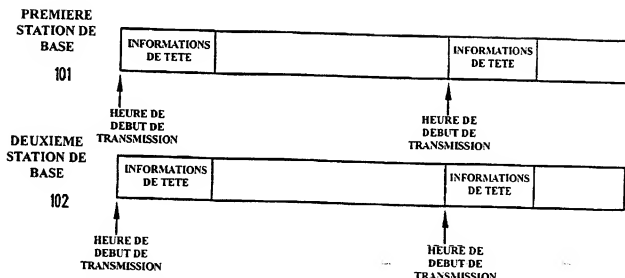 PREMIERE
STATION DE
BASE
101
INFORMATIONS
DE TETE
INFORMATIONS
DE TETE
HEURE DE
DEBUT DE
TRANSMISSION
HEURE DE
DEBUT DE
TRANSMISSION
DEUXIEME
STATION DE
BASE
102
INFORMATIONS
DE TETE
INFORMATIONS
DE TETE
HEURE DE
DEBUT DE
TRANSMISSION
HEURE DE
DEBUT DE
TRANSMISSION